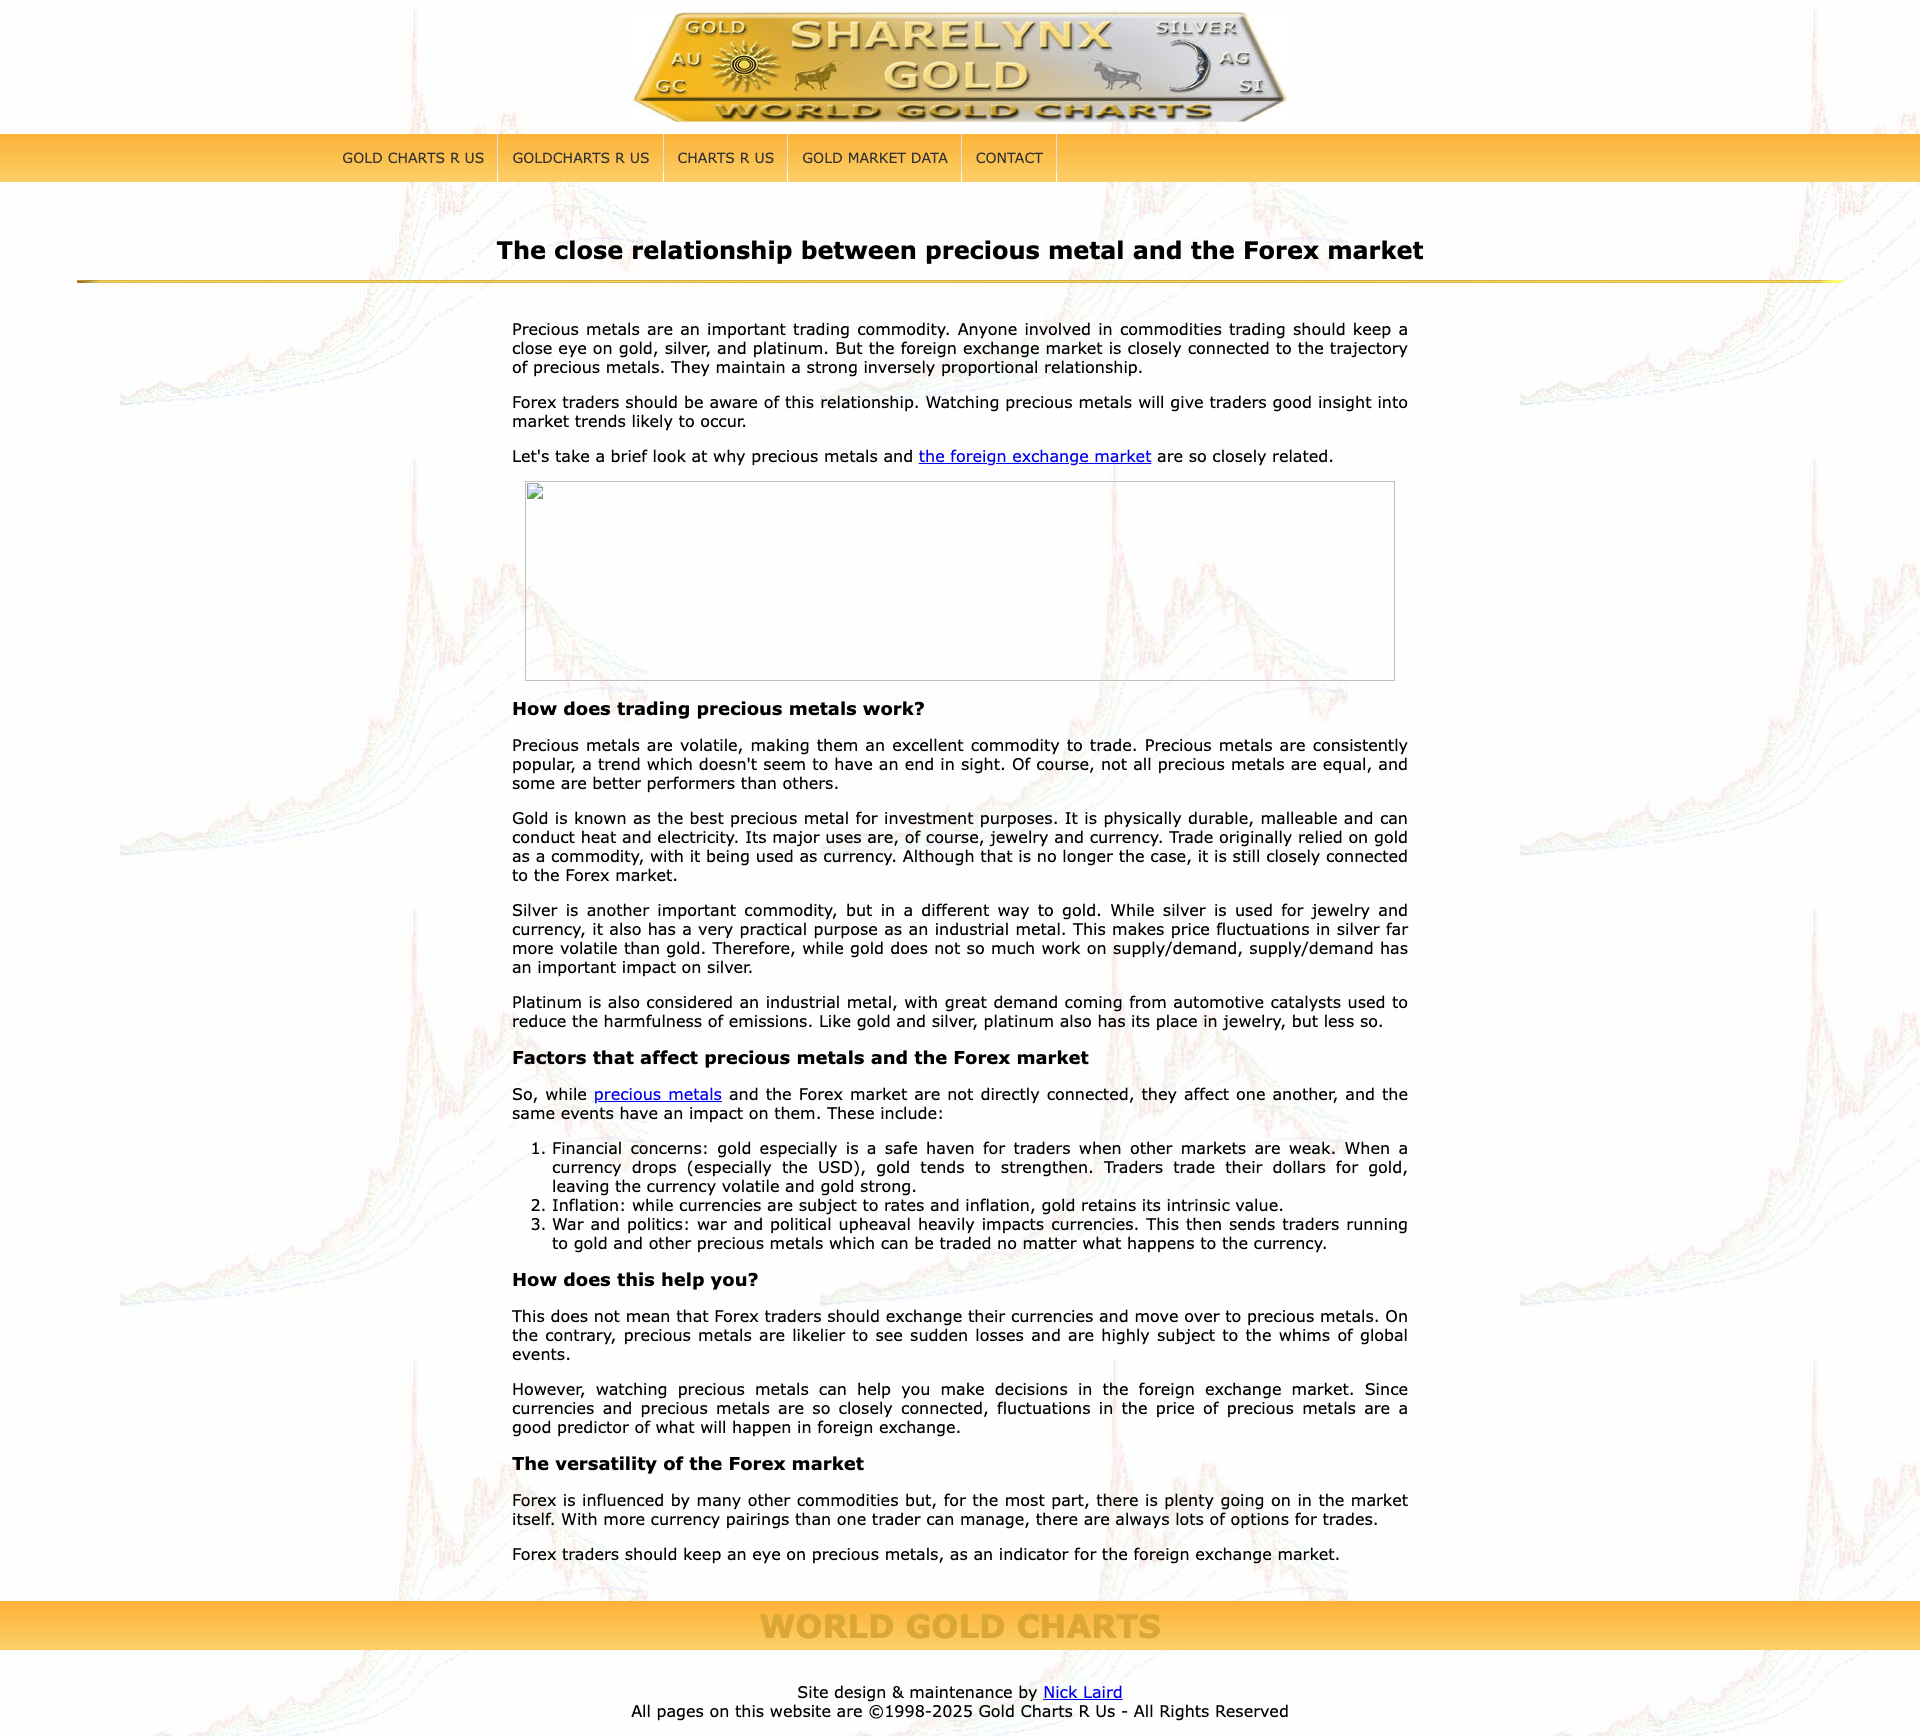 GOLD
SHARELYNX
SILVER
AU
GOLD
AG
GC
SI
WORLD GOLD CHARTS
GOLD CHARTS R US
GOLDCHARTS R US
CHARTS R US
GOLD MARKET DATA
CONTACT
The close relationship between precious metal and the Forex market
Precious metals are an important trading commodity. Anyone involved in commodities trading should keep a
close eye on gold, silver, and platinum. But the foreign exchange market is closely connected to the trajectory
of precious metals. They maintain a strong inversely proportional relationship.
Forex traders should be aware of this relationship. Watching precious metals will give traders good insight into
market trends likely to occur.
Let's take a brief look at why precious metals and the foreign exchange market are so closely related.
How does trading precious metals work?
Precious metals are volatile, making them an excellent commodity to trade. Precious metals are consistently
popular, a trend which doesn't seem to have an end in sight. Of course, not all precious metals are equal, and
some are better performers than others.
Gold is known as the best precious metal for investment purposes. It is physically durable, malleable and can
conduct heat and electricity. Its major uses are, of course, jewelry and currency. Trade originally relied on gold
as a commodity, with it being used as currency. Although that is no longer the case, it is still closely connected
to the Forex market.
Silver is another important commodity, but in a different way to gold. While silver is used for jewelry and
currency, it also has a very practical purpose as an industrial metal. This makes price fluctuations in silver far
more volatile than gold. Therefore, while gold does not so much work on supply/demand, supply/demand has
an important impact on silver.
Platinum is also considered an industrial metal, with great demand coming from automotive catalysts used to
reduce the harmfulness of emissions. Like gold and silver, platinum also has its place in jewelry, but less so.
Factors that affect precious metals and the Forex market
So, while precious metals and the Forex market are not directly connected, they affect one another, and the
same events have an impact on them. These include:
1. Financial concerns: gold especially is a safe haven for traders when other markets are weak. When a
currency drops (especially the USD), gold tends to strengthen. Traders trade their dollars for gold,
leaving the currency volatile and gold strong.
2. Inflation: while currencies are subject to rates and inflation, gold retains its intrinsic value.
3. War and politics: war and political upheaval heavily impacts currencies. This then sends traders running
to gold and other precious metals which can be traded no matter what happens to the currency.
How does this help you?
This does not mean that Forex traders should exchange their currencies and move over to precious metals. On
the contrary, precious metals are likelier to see sudden losses and are highly subject to the whims of global
events.
However, watching precious metals can help you make decisions in the foreign exchange market. Since
currencies and precious metals are so closely connected, fluctuations in the price of precious metals are a
good predictor of what will happen in foreign exchange.
The versatility of the Forex market
Forex is influenced by many other commodities but, for the most part, there is plenty going on in the market
itself. With more currency pairings than one trader can manage, there are always lots of options for trades.
Forex traders should keep an eye on precious metals, as an indicator for the foreign exchange market.
WORLD GOLD CHARTS
Site design & maintenance by Nick Laird
All pages on this website are ©1998-2025 Gold Charts R Us - All Rights Reserved